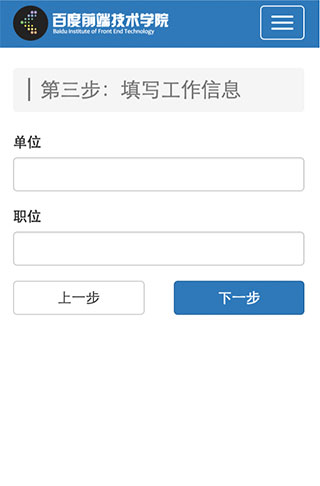 百度前端技术学院
Baidu Institute of Front End Technology
第三步：填写工作信息
单位
职位
上一步
下一步